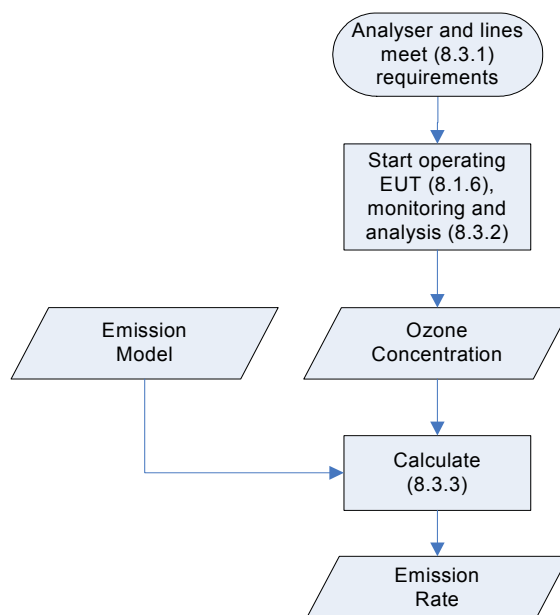 Analyser and lines
meet (8.3.1)
requirements
Start operating
EUT (8.1.6),
monitoring and
analysis (8.3.2)
Emission
Model
Ozone
Concentration
Calculate
(8.3.3)
Emission
Rate